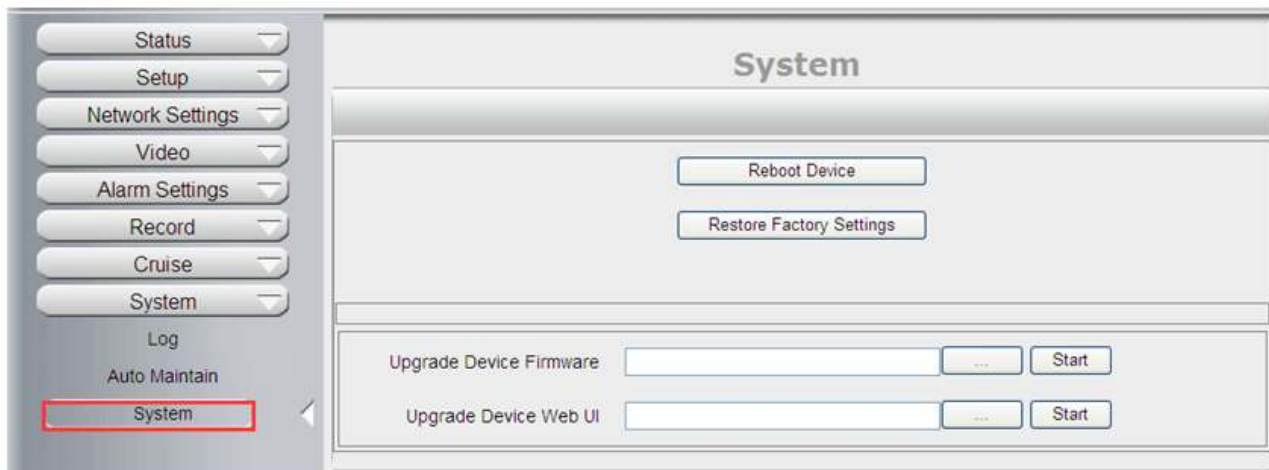 Status
Setup
Network Settings
Video
Alarm Settings
Record
Cruise
System
Log
Auto Maintain
System
System
Reboot Device
Restore Factory Settings
Upgrade Device Firmware ... Start
Upgrade Device Web UI ... Start